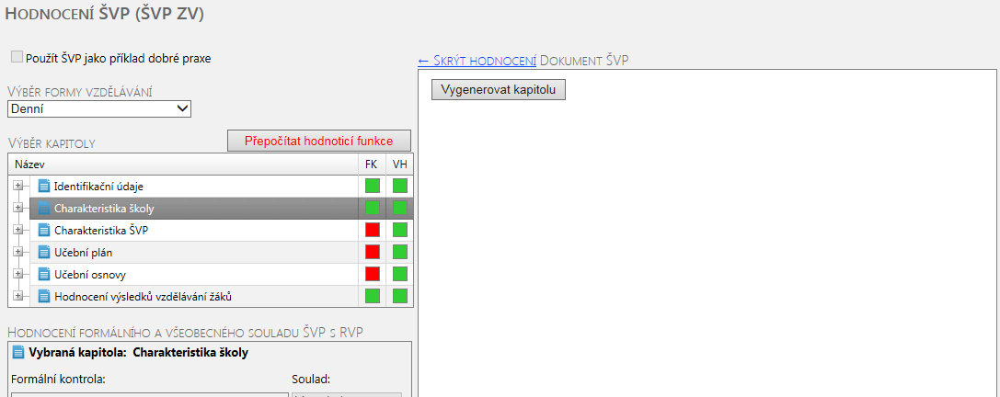 Hodnocení ŠVP (ŠVP ZV)
Použít ŠVP jako příklad dobré praxe
← Skrýt hodnocení Dokument ŠVP
Vygenerovat kapitolu
Výběr formy vzdělávání
Denní
Výběr kapitoly
Přepočítat hodnoticí funkce
Název FK VH
Identifikační údaje
Charakteristika školy
Charakteristika ŠVP
Učební plán
Učební osnovy
Hodnocení výsledků vzdělávání žáků
Hodnocení formálního a všeobecného souladu ŠVP s RVP
Vybraná kapitola: Charakteristika školy
Formální kontrola: Soulad: